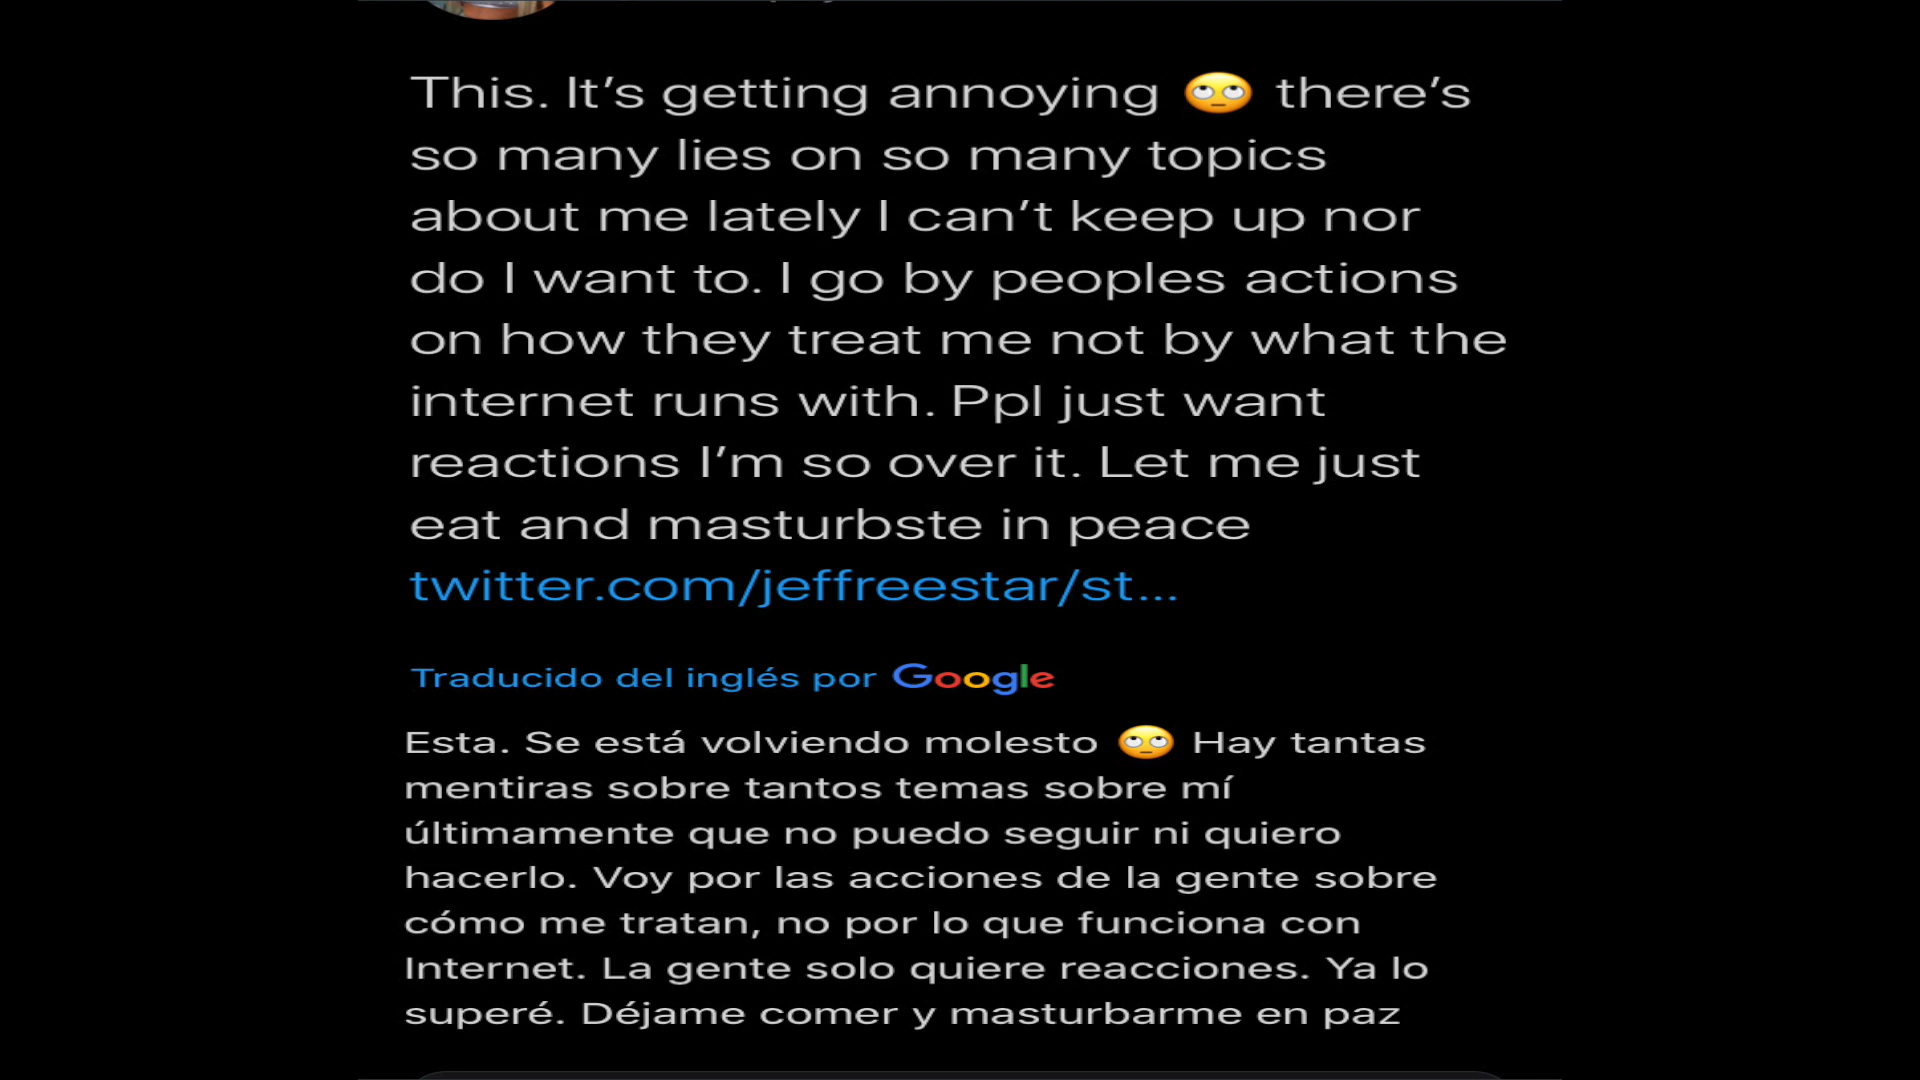 This. It’s getting annoying 🙄 there’s
so many lies on so many topics
about me lately I can’t keep up nor
do I want to. I go by peoples actions
on how they treat me not by what the
internet runs with. Ppl just want
reactions I’m so over it. Let me just
eat and masturbste in peace
twitter.com/jeffreestar/st...
Traducido del inglés por Google
Esta. Se está volviendo molesto 🙄 Hay tantas
mentiras sobre tantos temas sobre mí
últimamente que no puedo seguir ni quiero
hacerlo. Voy por las acciones de la gente sobre
cómo me tratan, no por lo que funciona con
Internet. La gente solo quiere reacciones. Ya lo
superé. Déjame comer y masturbarme en paz